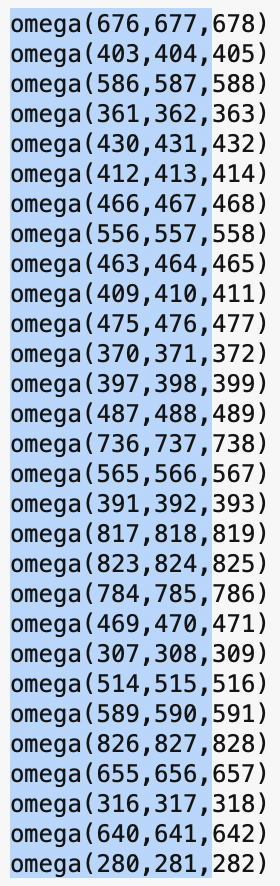 omega(676,677,678)
omega(403,404,405)
omega(586,587,588)
omega(361,362,363)
omega(430,431,432)
omega(412,413,414)
omega(466,467,468)
omega(556,557,558)
omega(463,464,465)
omega(409,410,411)
omega(475,476,477)
omega(370,371,372)
omega(397,398,399)
omega(487,488,489)
omega(736,737,738)
omega(565,566,567)
omega(391,392,393)
omega(817,818,819)
omega(823,824,825)
omega(784,785,786)
omega(469,470,471)
omega(307,308,309)
omega(514,515,516)
omega(589,590,591)
omega(826,827,828)
omega(655,656,657)
omega(316,317,318)
omega(640,641,642)
omega(280,281,282)